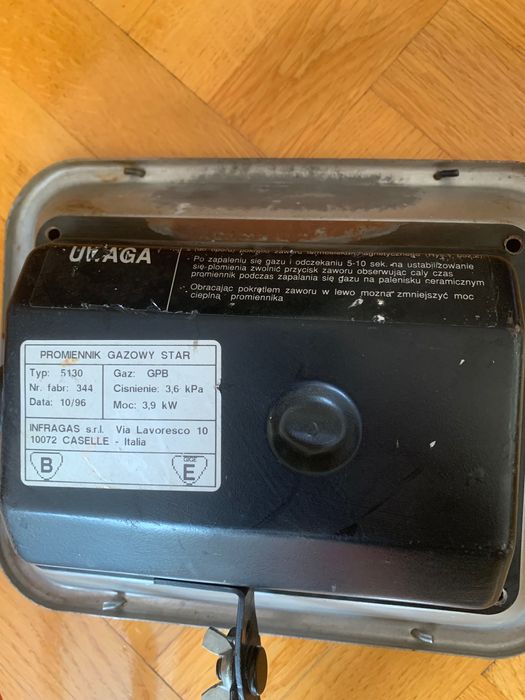 UWAGA
· Po zapaleniu się gazu i odczekaniu 5-10 sek. na ustabilizowanie
się-płomienia zwolnić przycisk zaworu obserwując cały czas
promiennik podczas zapalania się gazu na palenisku ceramicznym
· Obracając pokrętłem zaworu w lewo można zmniejszyć moc
cieplną promiennika
PROMIENNIK GAZOWY STAR
Typ: 5130 Gaz: GPB
Nr. fabr: 344 Cisnienie: 3,6 kPa
Data: 10/96 Moc: 3,9 kW
INFRAGAS s.r.l. Via Lavoresco 10
10072 CASELLE - Italia
B
E